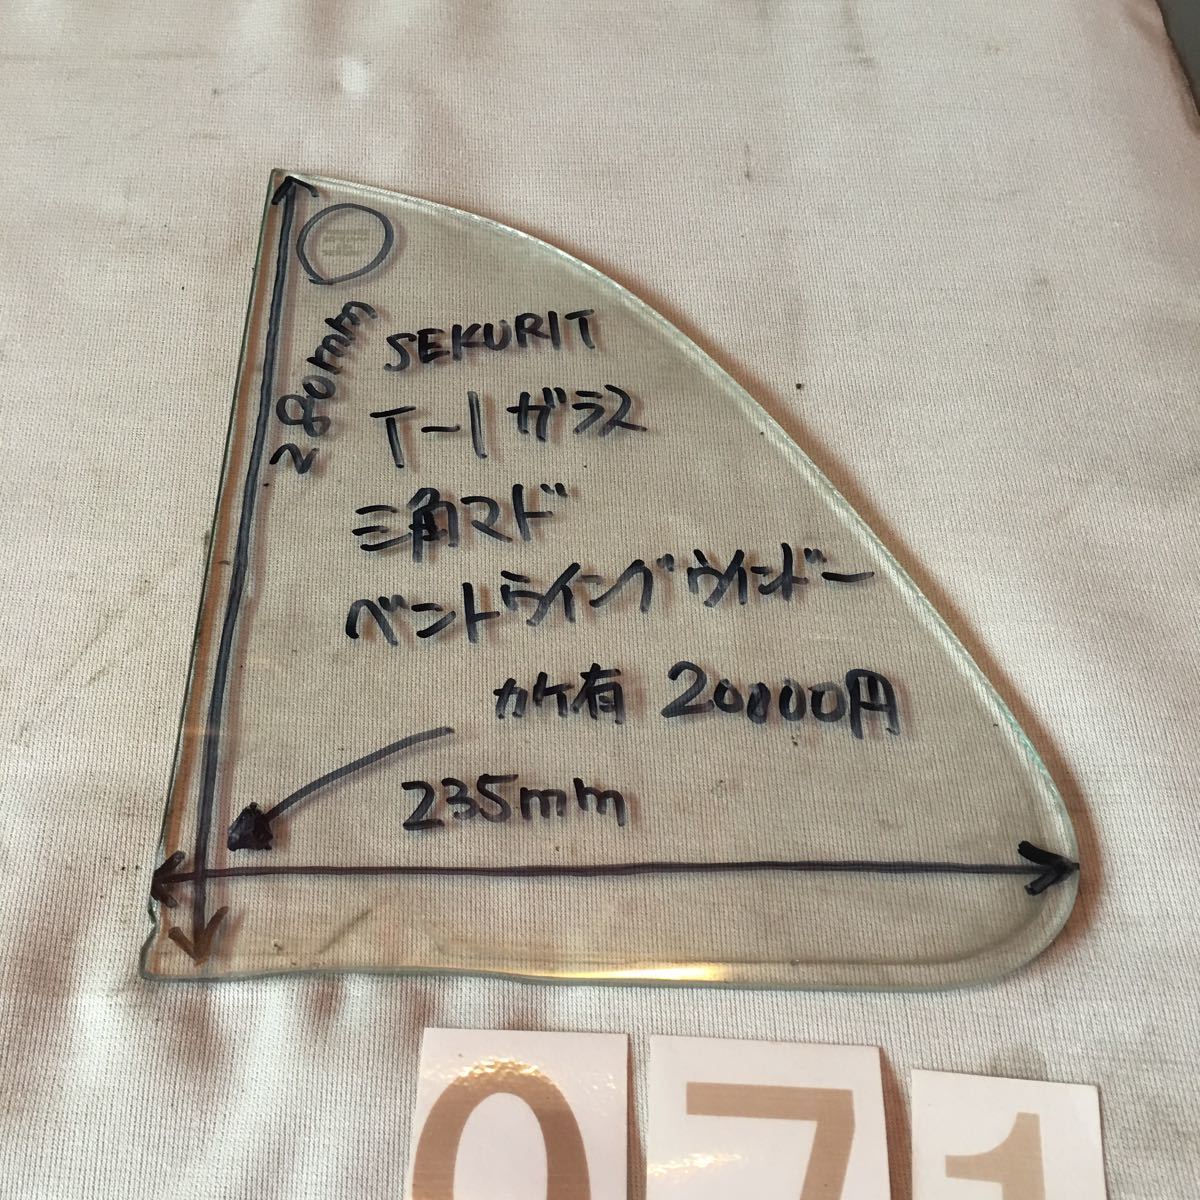 280mm
SEKURIT
T-1 ガラス
三角マド
ベントウイングウインドー
カケ有 20000円
235mm
071